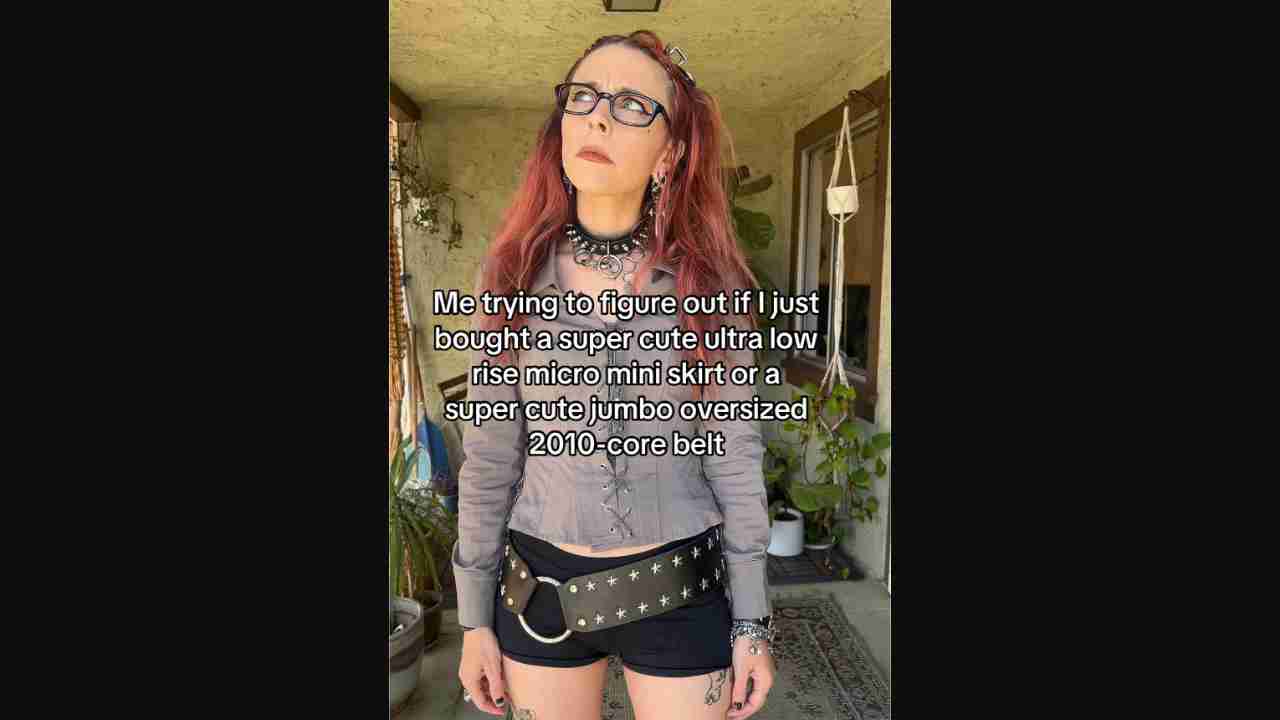 Me trying to figure out if I just
bought a super cute ultra low
rise micro mini skirt or a
super cute jumbo oversized
2010-core belt